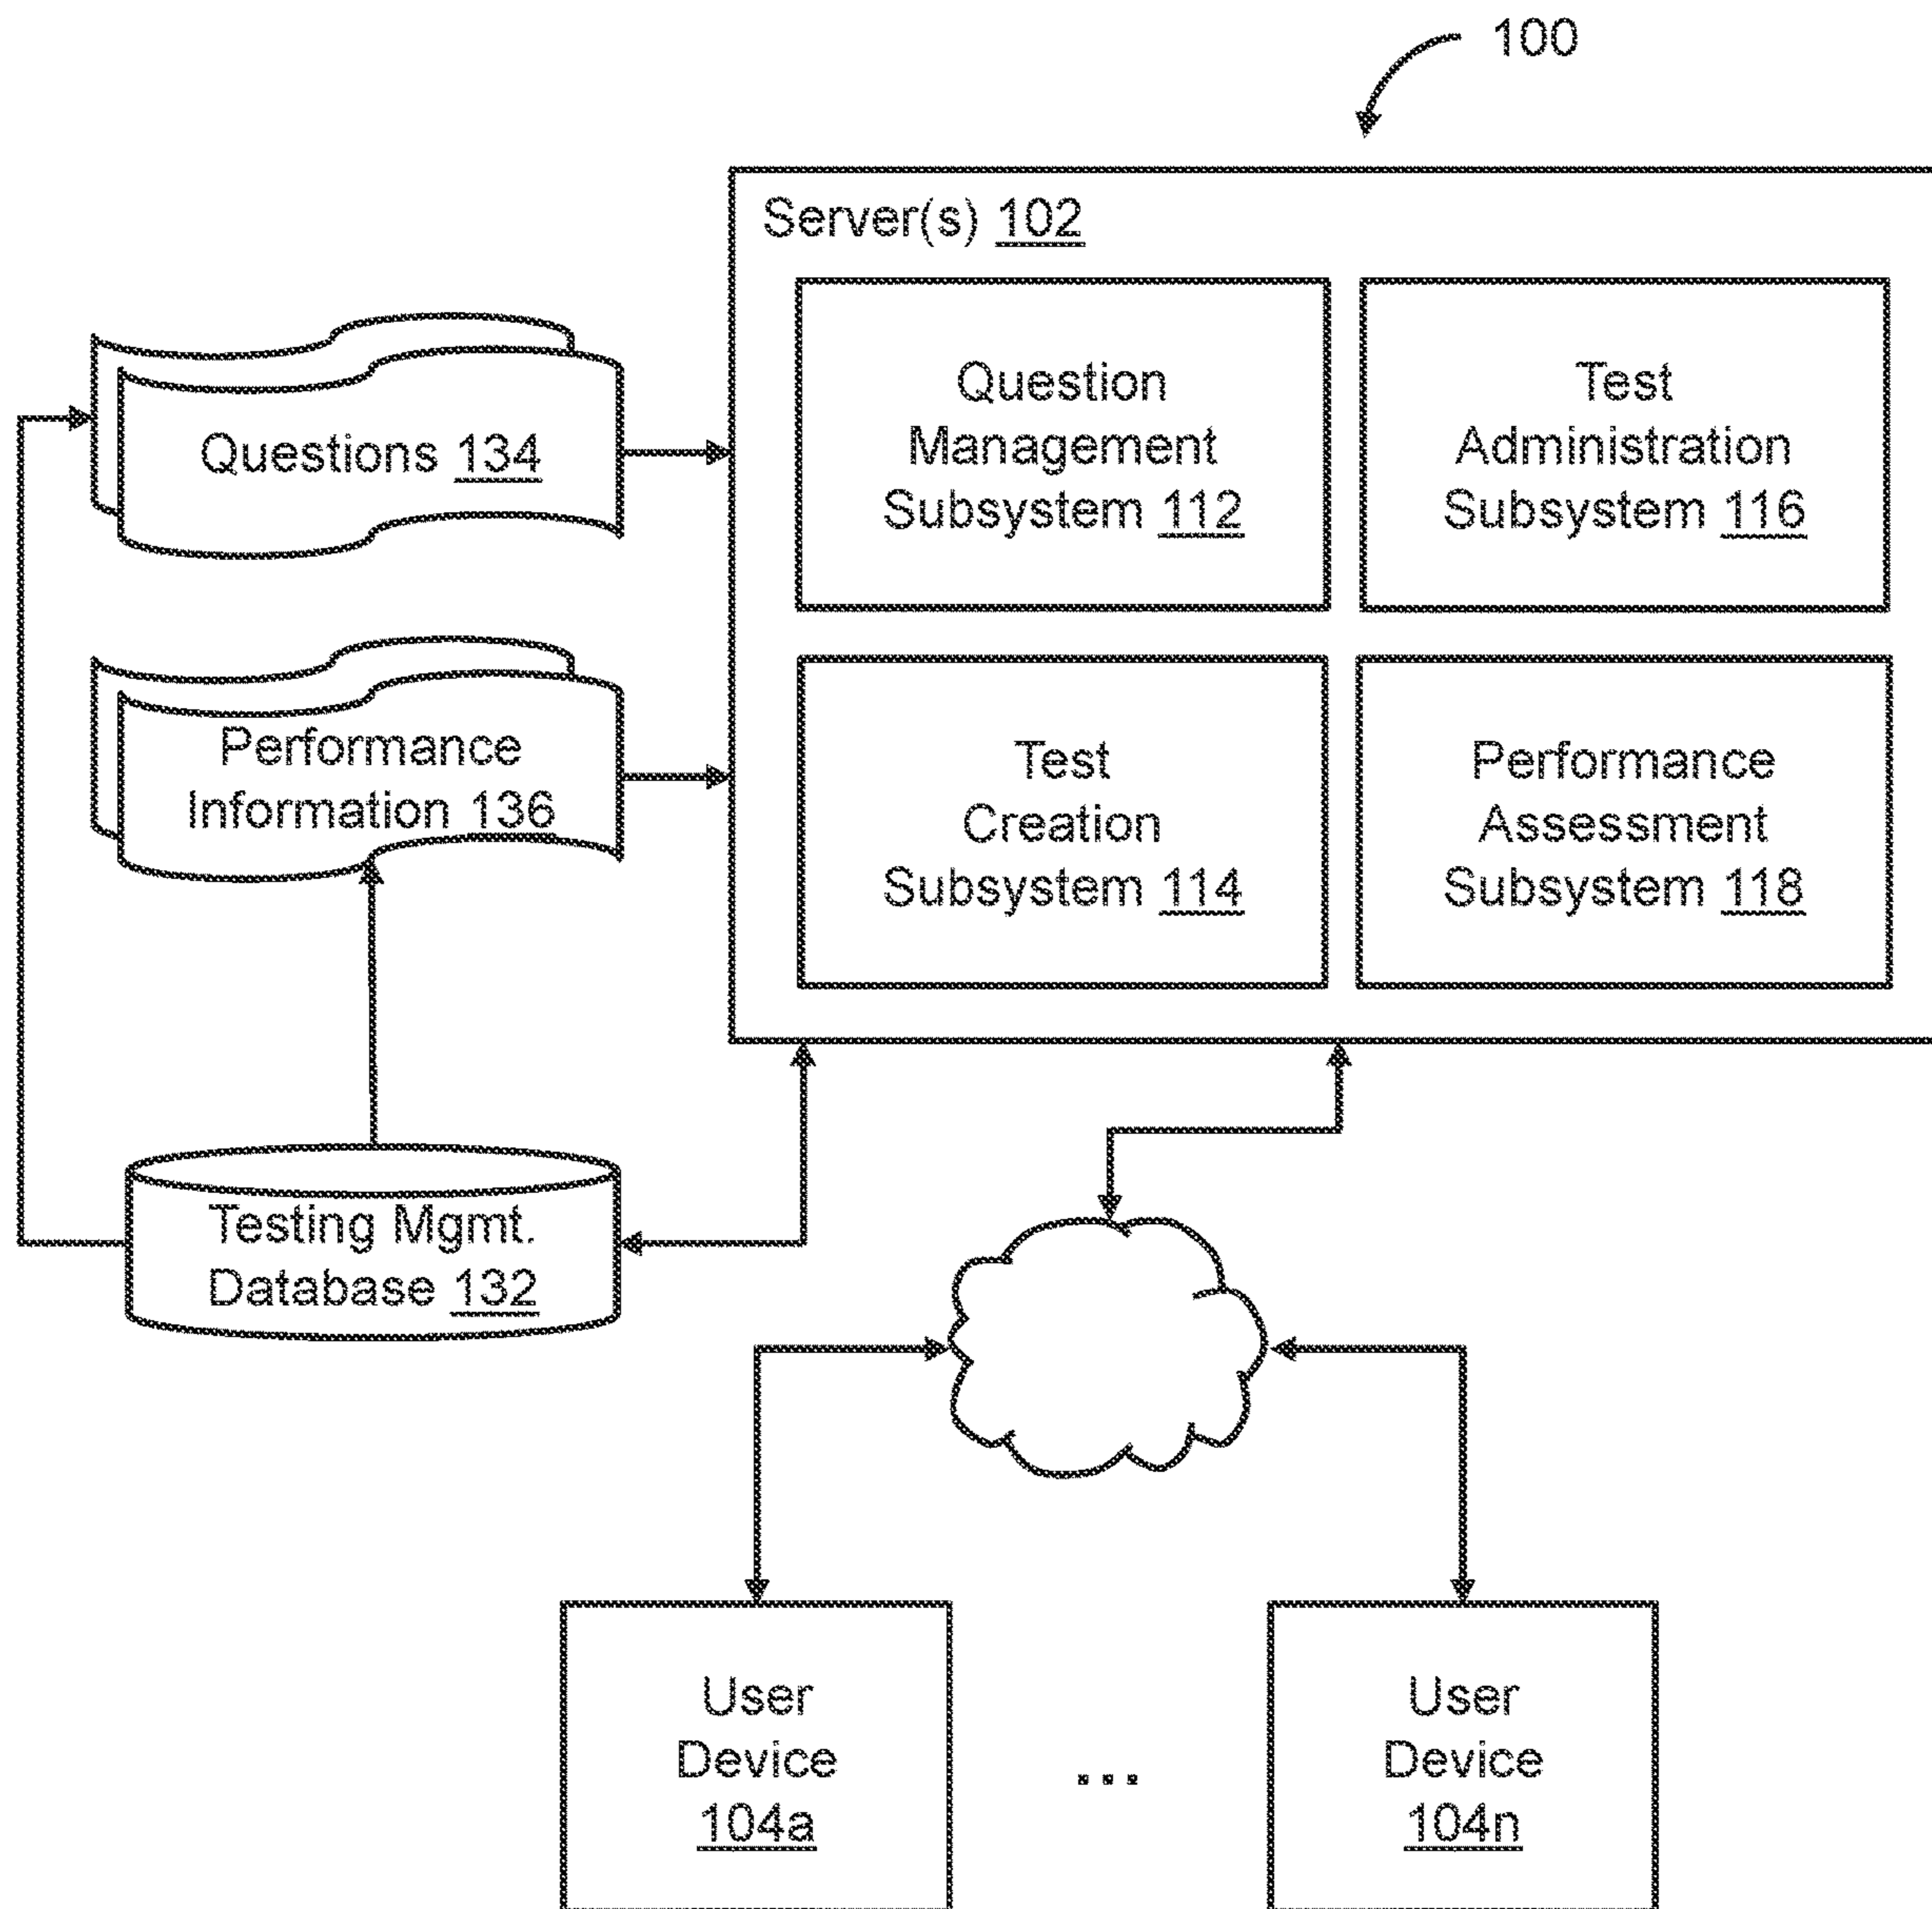 100
Server(s) 102
Question
Management
Subsystem 112
Test
Administration
Subsystem 116
Questions 134
Performance
Information 136
Test
Creation
Subsystem 114
Performance
Assessment
Subsystem 118
Testing Mgmt.
Database 132
User
Device
104a
...
User
Device
104n